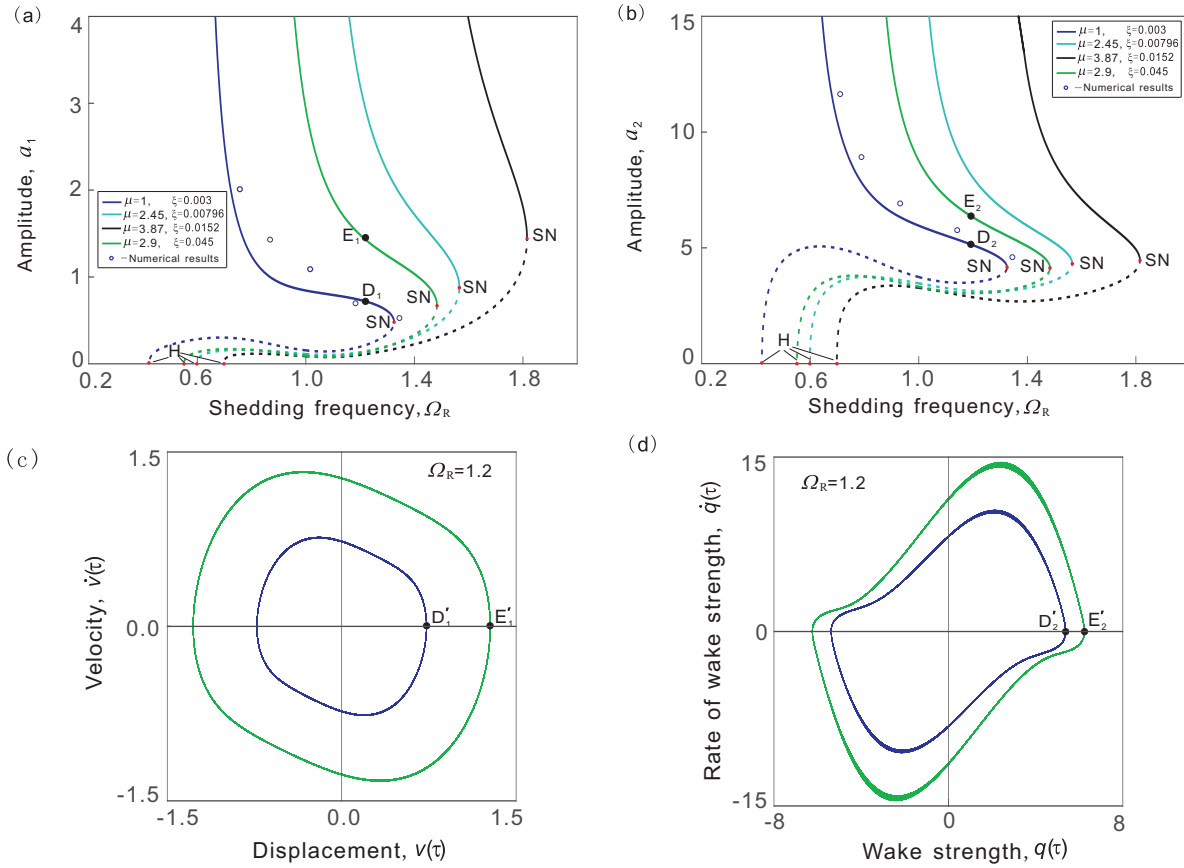 (a)
4
3
2
1
0
Amplitude, a₁
μ=1, ξ=0.003
μ=2.45, ξ=0.00796
μ=3.87, ξ=0.0152
μ=2.9, ξ=0.045
–Numerical results
E₁
D₁
SN
SN
SN
SN
H
0.2
0.6
1.0
1.4
1.8
Shedding frequency, Ω_R
(b)
15
10
5
0
Amplitude, a₂
μ=1, ξ=0.003
μ=2.45, ξ=0.00796
μ=3.87, ξ=0.0152
μ=2.9, ξ=0.045
–Numerical results
E₂
D₂
SN
SN
SN
SN
H
0.2
0.6
1.0
1.4
1.8
Shedding frequency, Ω_R
(c)
1.5
0.0
-1.5
Velocity, v̇(τ)
Ω_R=1.2
D′₁
E′₁
-1.5
0.0
1.5
Displacement, v(τ)
(d)
15
0
-15
Rate of wake strength, q̇(τ)
Ω_R=1.2
D′₂
E′₂
-8
0
8
Wake strength, q(τ)